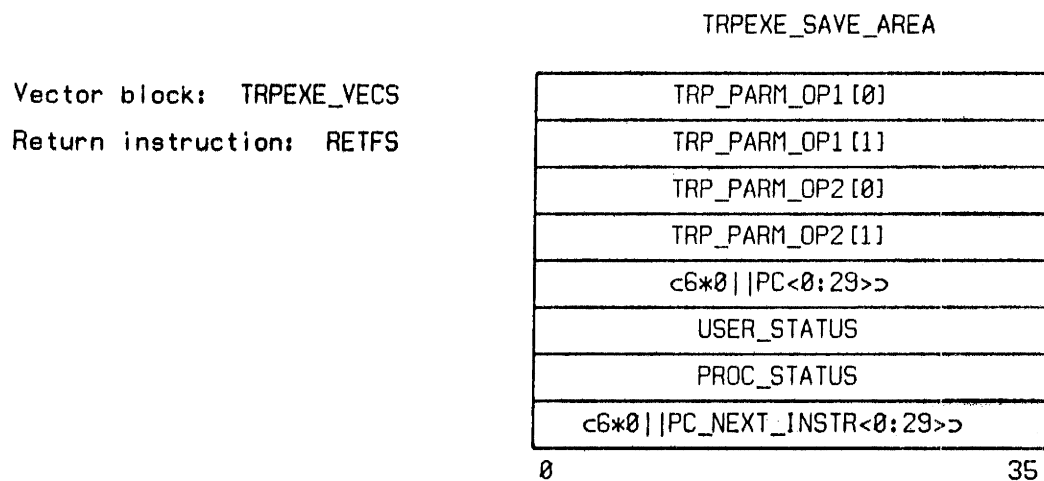 TRPEXE_SAVE_AREA
Vector block: TRPEXE_VECS
Return instruction: RETFS
TRP_PARM_OP1[0]
TRP_PARM_OP1[1]
TRP_PARM_OP2[0]
TRP_PARM_OP2[1]
⊂6*0||PC<0:29>⊃
USER_STATUS
PROC_STATUS
⊂6*0||PC_NEXT_INSTR<0:29>⊃
0 35